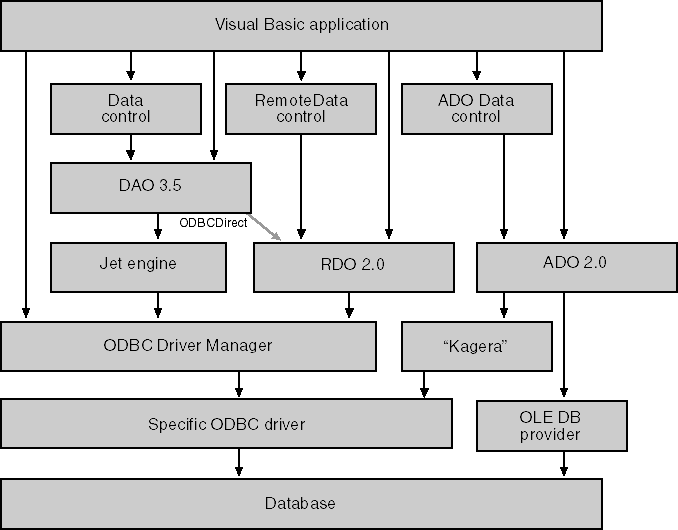 Visual Basic application
Data
control
RemoteData
control
ADO Data
control
DAO 3.5
ODBCDirect
Jet engine
RDO 2.0
ADO 2.0
ODBC Driver Manager
“Kagera”
Specific ODBC driver
OLE DB
provider
Database